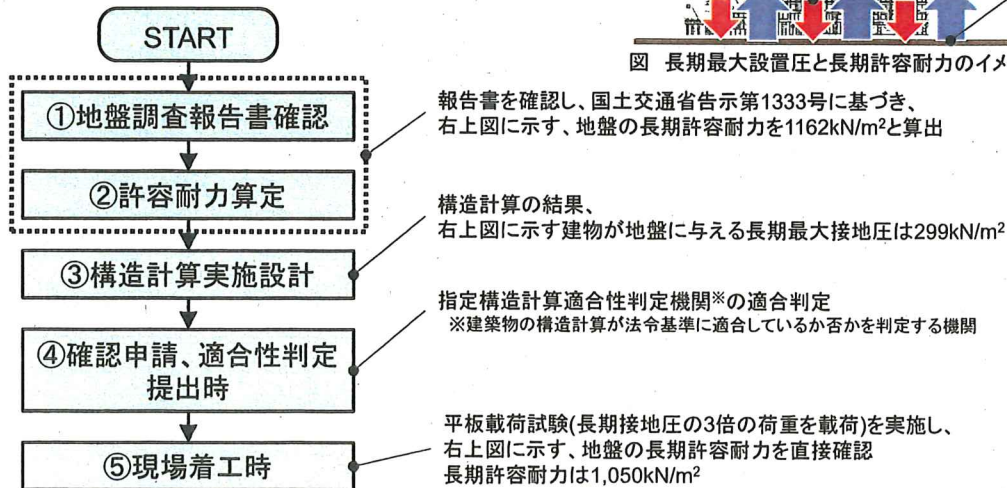 図 長期最大設置圧と長期許容耐力のイメ
START
①地盤調査報告書確認
報告書を確認し、国土交通省告示第1333号に基づき、
右上図に示す、地盤の長期許容耐力を1162kN/m²と算出
②許容耐力算定
構造計算の結果、
右上図に示す建物が地盤に与える長期最大接地圧は299kN/m²
③構造計算実施設計
指定構造計算適合性判定機関※の適合判定
※建築物の構造計算が法令基準に適合しているか否かを判定する機関
④確認申請、適合性判定
提出時
平板載荷試験(長期接地圧の3倍の荷重を載荷)を実施し、
右上図に示す、地盤の長期許容耐力を直接確認
長期許容耐力は1,050kN/m²
⑤現場着工時